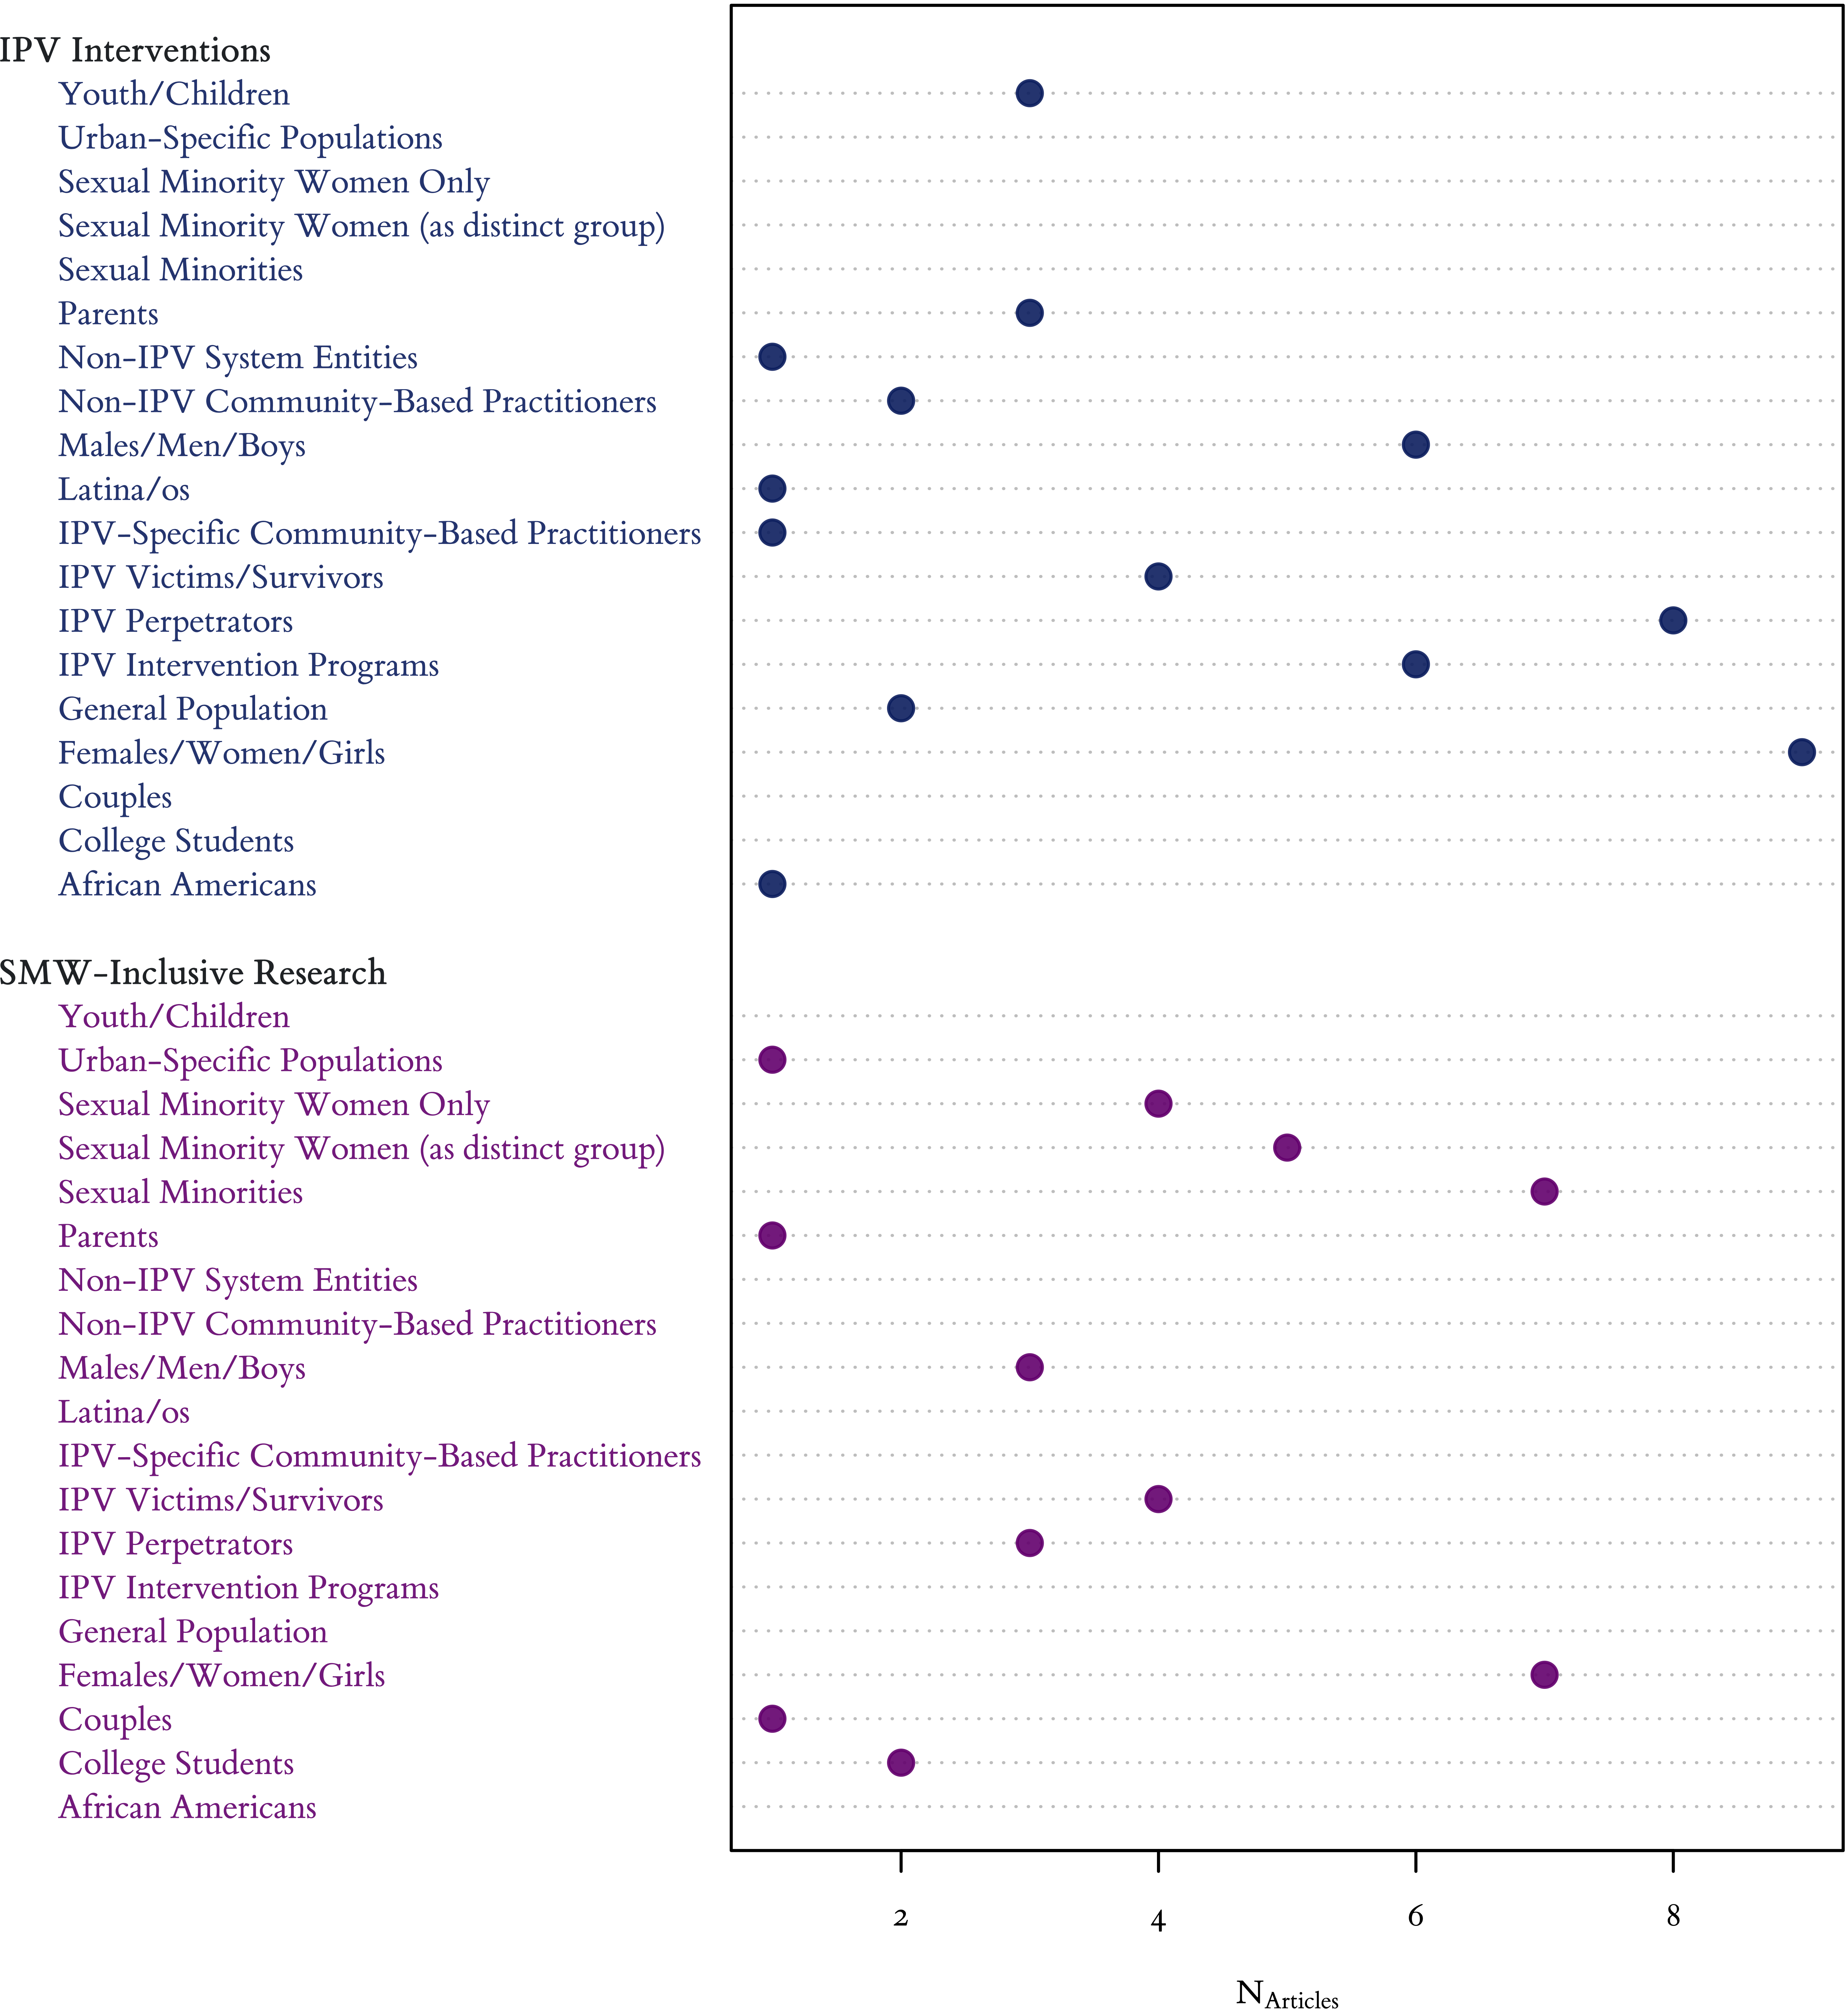 IPV Interventions
Youth/Children
Urban-Specific Populations
Sexual Minority Women Only
Sexual Minority Women (as distinct group)
Sexual Minorities
Parents
Non-IPV System Entities
Non-IPV Community-Based Practitioners
Males/Men/Boys
Latina/os
IPV-Specific Community-Based Practitioners
IPV Victims/Survivors
IPV Perpetrators
IPV Intervention Programs
General Population
Females/Women/Girls
Couples
College Students
African Americans
SMW-Inclusive Research
Youth/Children
Urban-Specific Populations
Sexual Minority Women Only
Sexual Minority Women (as distinct group)
Sexual Minorities
Parents
Non-IPV System Entities
Non-IPV Community-Based Practitioners
Males/Men/Boys
Latina/os
IPV-Specific Community-Based Practitioners
IPV Victims/Survivors
IPV Perpetrators
IPV Intervention Programs
General Population
Females/Women/Girls
Couples
College Students
African Americans
2 4 6 8
N Articles